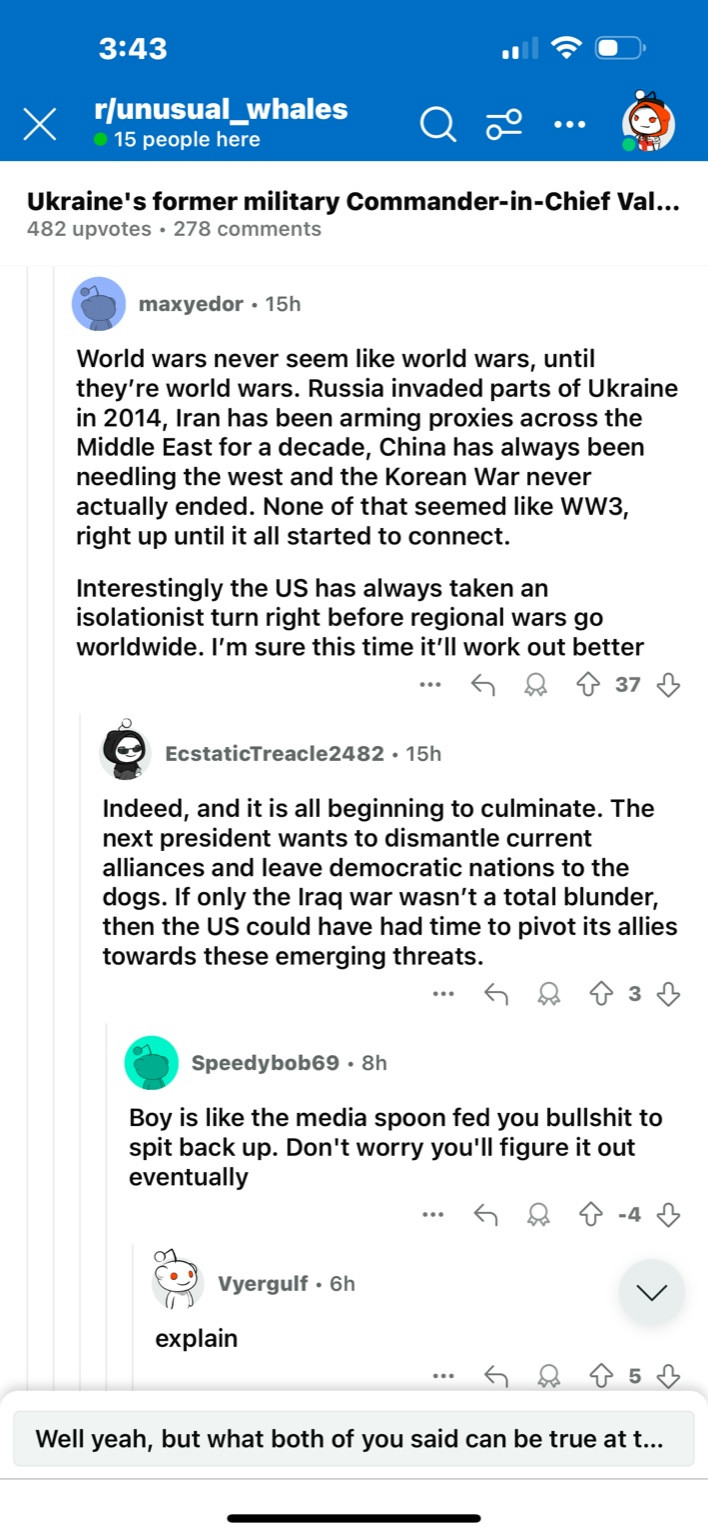 3:43
r/unusual_whales
15 people here
Ukraine's former military Commander-in-Chief Val...
482 upvotes • 278 comments
maxyedor • 15h
World wars never seem like world wars, until
they’re world wars. Russia invaded parts of Ukraine
in 2014, Iran has been arming proxies across the
Middle East for a decade, China has always been
needling the west and the Korean War never
actually ended. None of that seemed like WW3,
right up until it all started to connect.
Interestingly the US has always taken an
isolationist turn right before regional wars go
worldwide. I’m sure this time it’ll work out better
37
EcstaticTreacle2482 • 15h
Indeed, and it is all beginning to culminate. The
next president wants to dismantle current
alliances and leave democratic nations to the
dogs. If only the Iraq war wasn’t a total blunder,
then the US could have had time to pivot its allies
towards these emerging threats.
3
Speedybob69 • 8h
Boy is like the media spoon fed you bullshit to
spit back up. Don't worry you'll figure it out
eventually
-4
Vyergulf • 6h
explain
5
Well yeah, but what both of you said can be true at t...